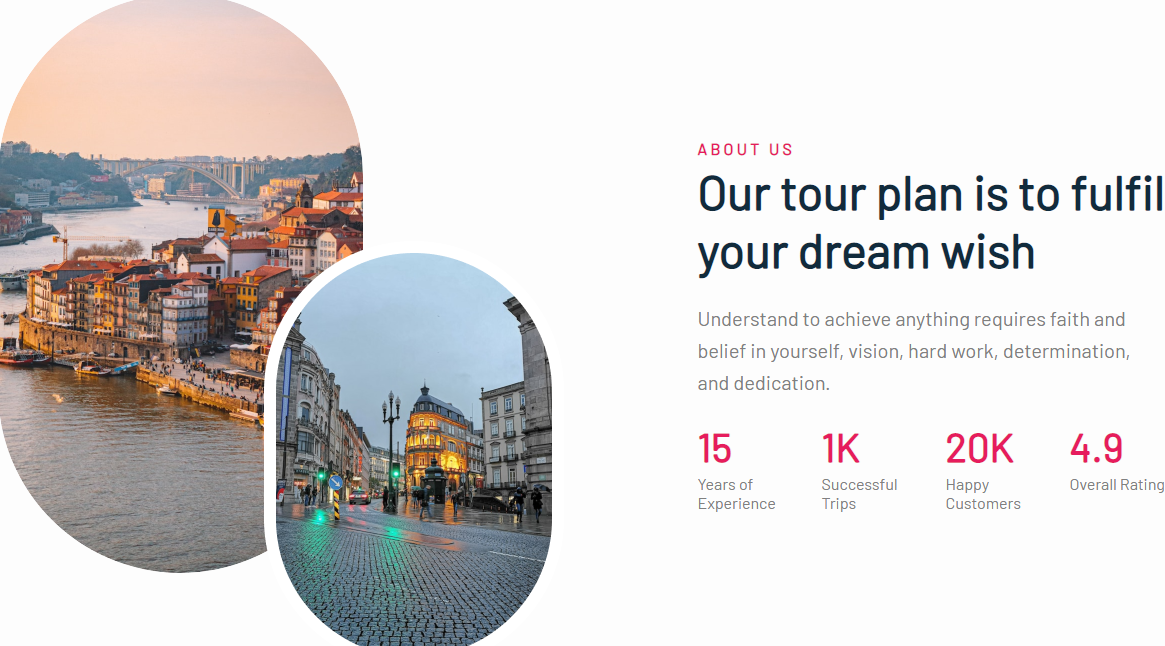 ABOUT US
Our tour plan is to fulfil
your dream wish
Understand to achieve anything requires faith and
belief in yourself, vision, hard work, determination,
and dedication.
15
Years of
Experience
1K
Successful
Trips
20K
Happy
Customers
4.9
Overall Rating